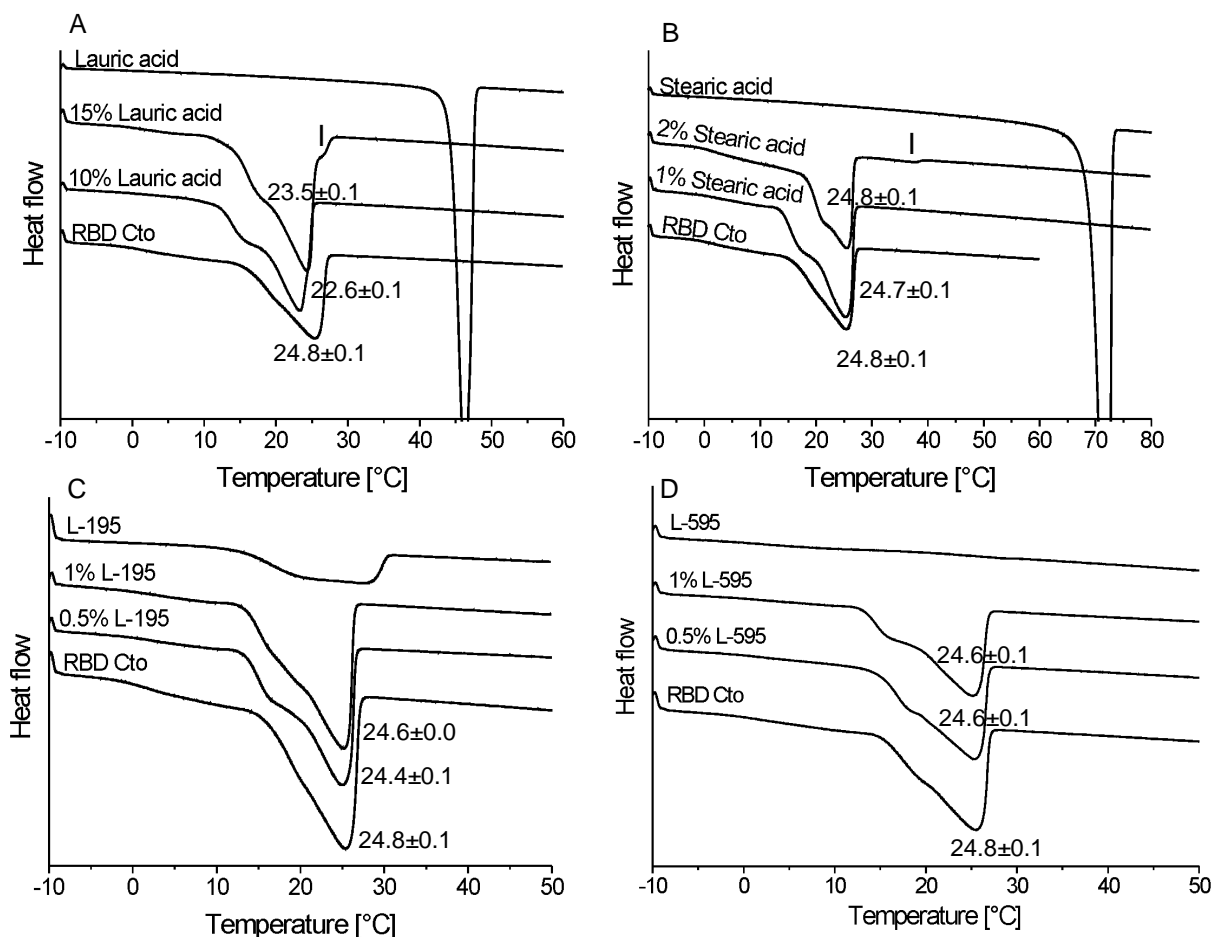 A
Lauric acid
15% Lauric acid
I
10% Lauric acid
23.5±0.1
RBD Cto
22.6±0.1
24.8±0.1
Heat flow
-10 0 10 20 30 40 50 60
Temperature [°C]
B
Stearic acid
2% Stearic acid
I
1% Stearic acid
24.8±0.1
RBD Cto
24.7±0.1
24.8±0.1
Heat flow
-10 0 10 20 30 40 50 60 70 80
Temperature [°C]
C
L-195
1% L-195
0.5% L-195
RBD Cto
24.6±0.0
24.4±0.1
24.8±0.1
Heat flow
-10 0 10 20 30 40 50
Temperature [°C]
D
L-595
1% L-595
0.5% L-595
24.6±0.1
RBD Cto
24.6±0.1
24.8±0.1
Heat flow
-10 0 10 20 30 40 50
Temperature [°C]